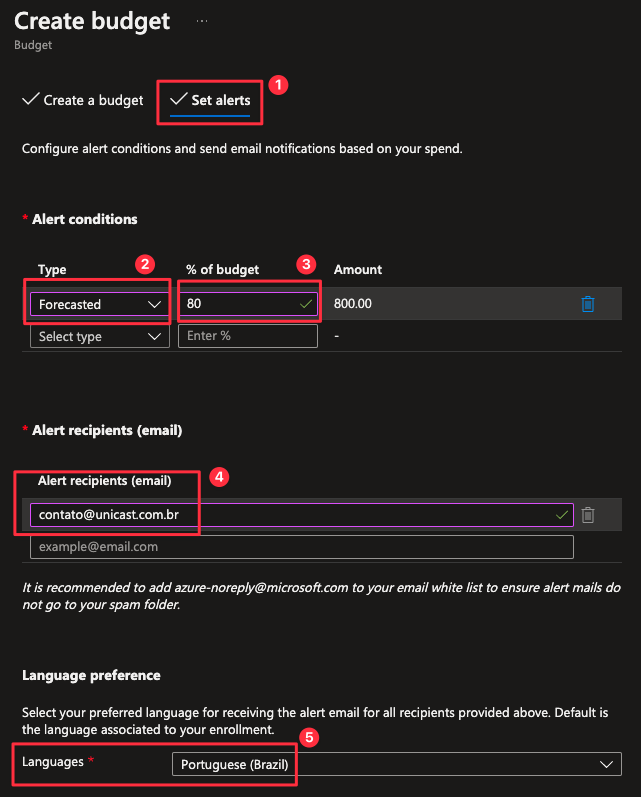 Create budget ...
Budget
1
Create a budget Set alerts
Configure alert conditions and send email notifications based on your spend.
* Alert conditions
2 3
Type % of budget Amount
Forecasted 80 800.00
Select type Enter % -
* Alert recipients (email)
Alert recipients (email) 4
contato@unicast.com.br
example@email.com
It is recommended to add azure-noreply@microsoft.com to your email white list to ensure alert mails do
not go to your spam folder.
Language preference
Select your preferred language for receiving the alert email for all recipients provided above. Default is
the language associated to your enrollment.
5
Languages * Portuguese (Brazil)